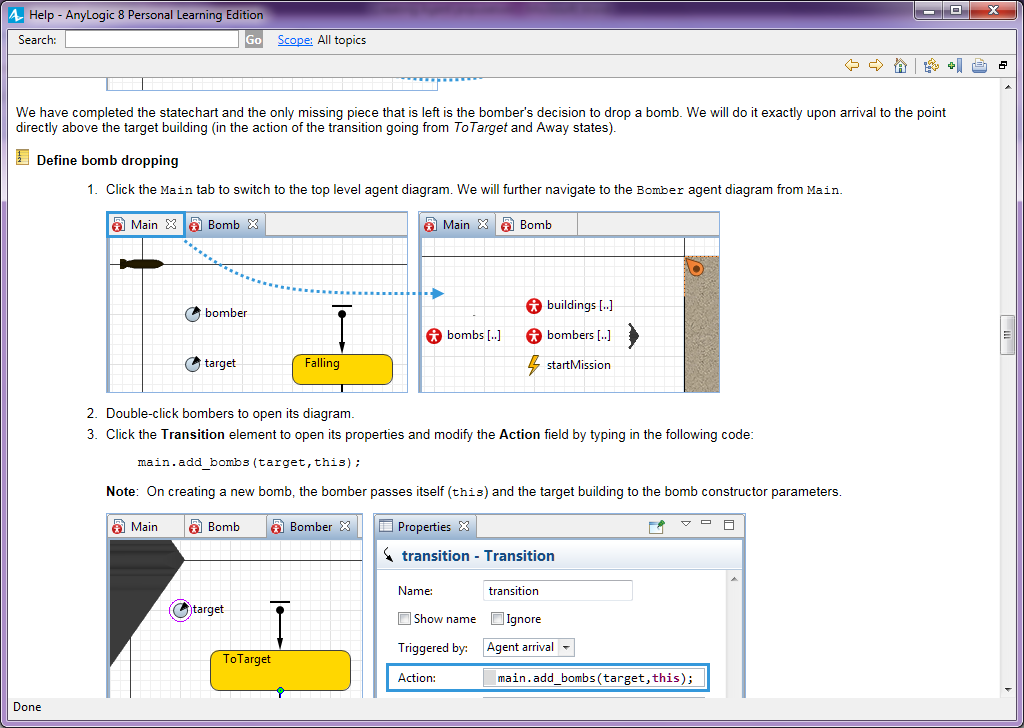 Help - AnyLogic 8 Personal Learning Edition
Search:
Go
Scope: All topics
We have completed the statechart and the only missing piece that is left is the bomber's decision to drop a bomb. We will do it exactly upon arrival to the point
directly above the target building (in the action of the transition going from ToTarget and Away states).
Define bomb dropping
1. Click the Main tab to switch to the top level agent diagram. We will further navigate to the Bomber agent diagram from Main.
Main
Bomb
bomber
target
Falling
Main
Bomb
buildings [..]
bombs [..]
bombers [..]
startMission
2. Double-click bombers to open its diagram.
3. Click the Transition element to open its properties and modify the Action field by typing in the following code:
main.add_bombs(target,this);
Note: On creating a new bomb, the bomber passes itself (this) and the target building to the bomb constructor parameters.
Main
Bomb
Bomber
target
ToTarget
Properties
transition - Transition
Name: transition
Show name
Ignore
Triggered by: Agent arrival
Action: main.add_bombs(target,this);
Done